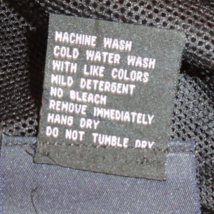 MACHINE WASH
COLD WATER WASH
WITH LIKE COLORS
MILD DETERGENT
NO BLEACH
REMOVE IMMEDIATELY
HANG DRY
DO NOT TUMBLE DRY